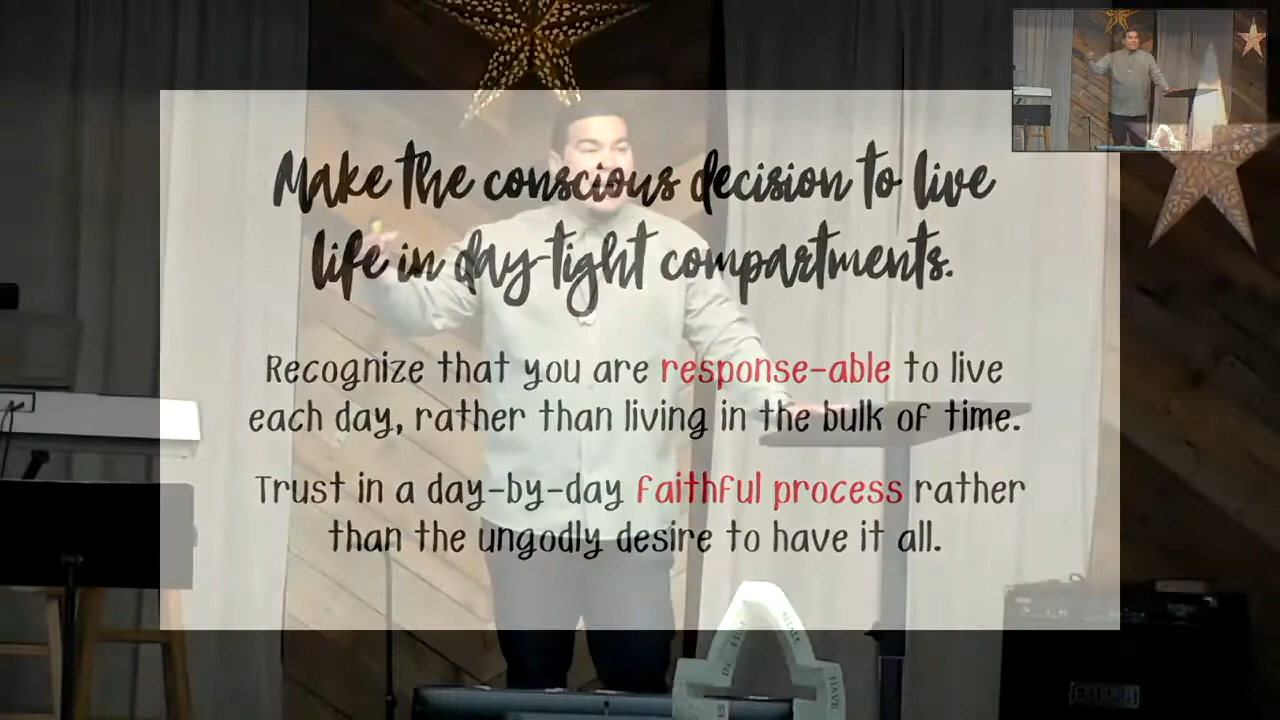 Make the conscious decision to live
life in day-tight compartments.
Recognize that you are response-able to live
each day, rather than living in the bulk of time.
Trust in a day-by-day faithful process rather
than the ungodly desire to have it all.
HAVE